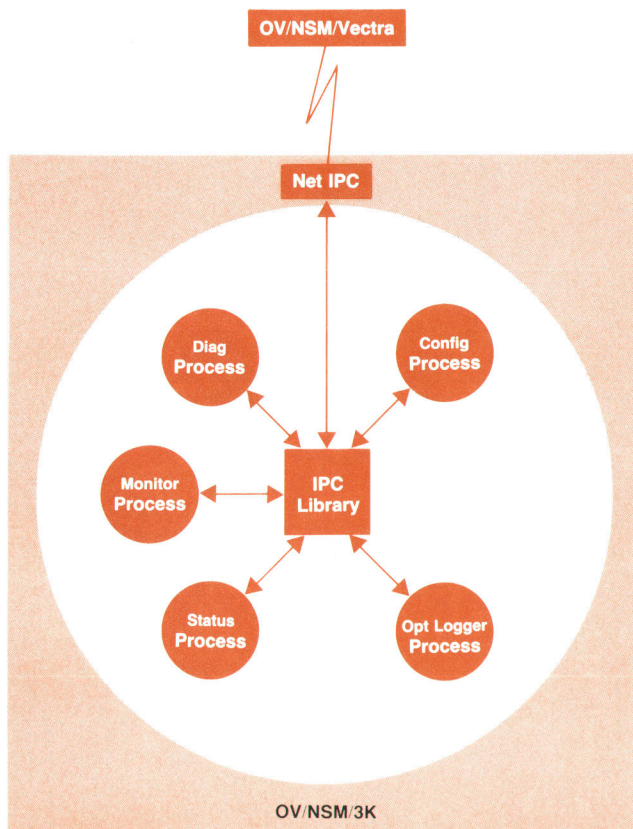 OV/NSM/Vectra
Net IPC
Diag
Process
Config
Process
Monitor
Process
IPC
Library
Status
Process
Opt Logger
Process
OV/NSM/3K